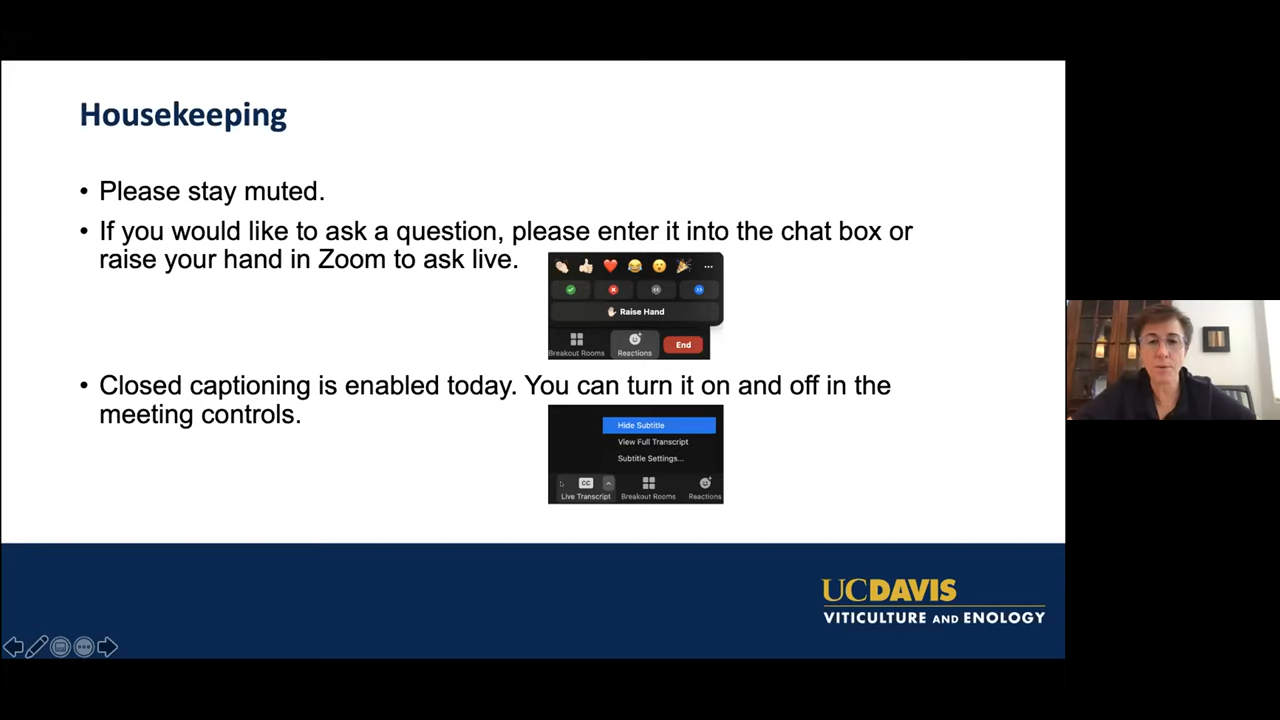 Housekeeping
• Please stay muted.
• If you would like to ask a question, please enter it into the chat box or
raise your hand in Zoom to ask live.
Raise Hand
Breakout Rooms Reactions End
• Closed captioning is enabled today. You can turn it on and off in the
meeting controls.
Hide Subtitle
View Full Transcript
Subtitle Settings...
CC
Live Transcript Breakout Rooms Reactions
UCDAVIS
VITICULTURE AND ENOLOGY